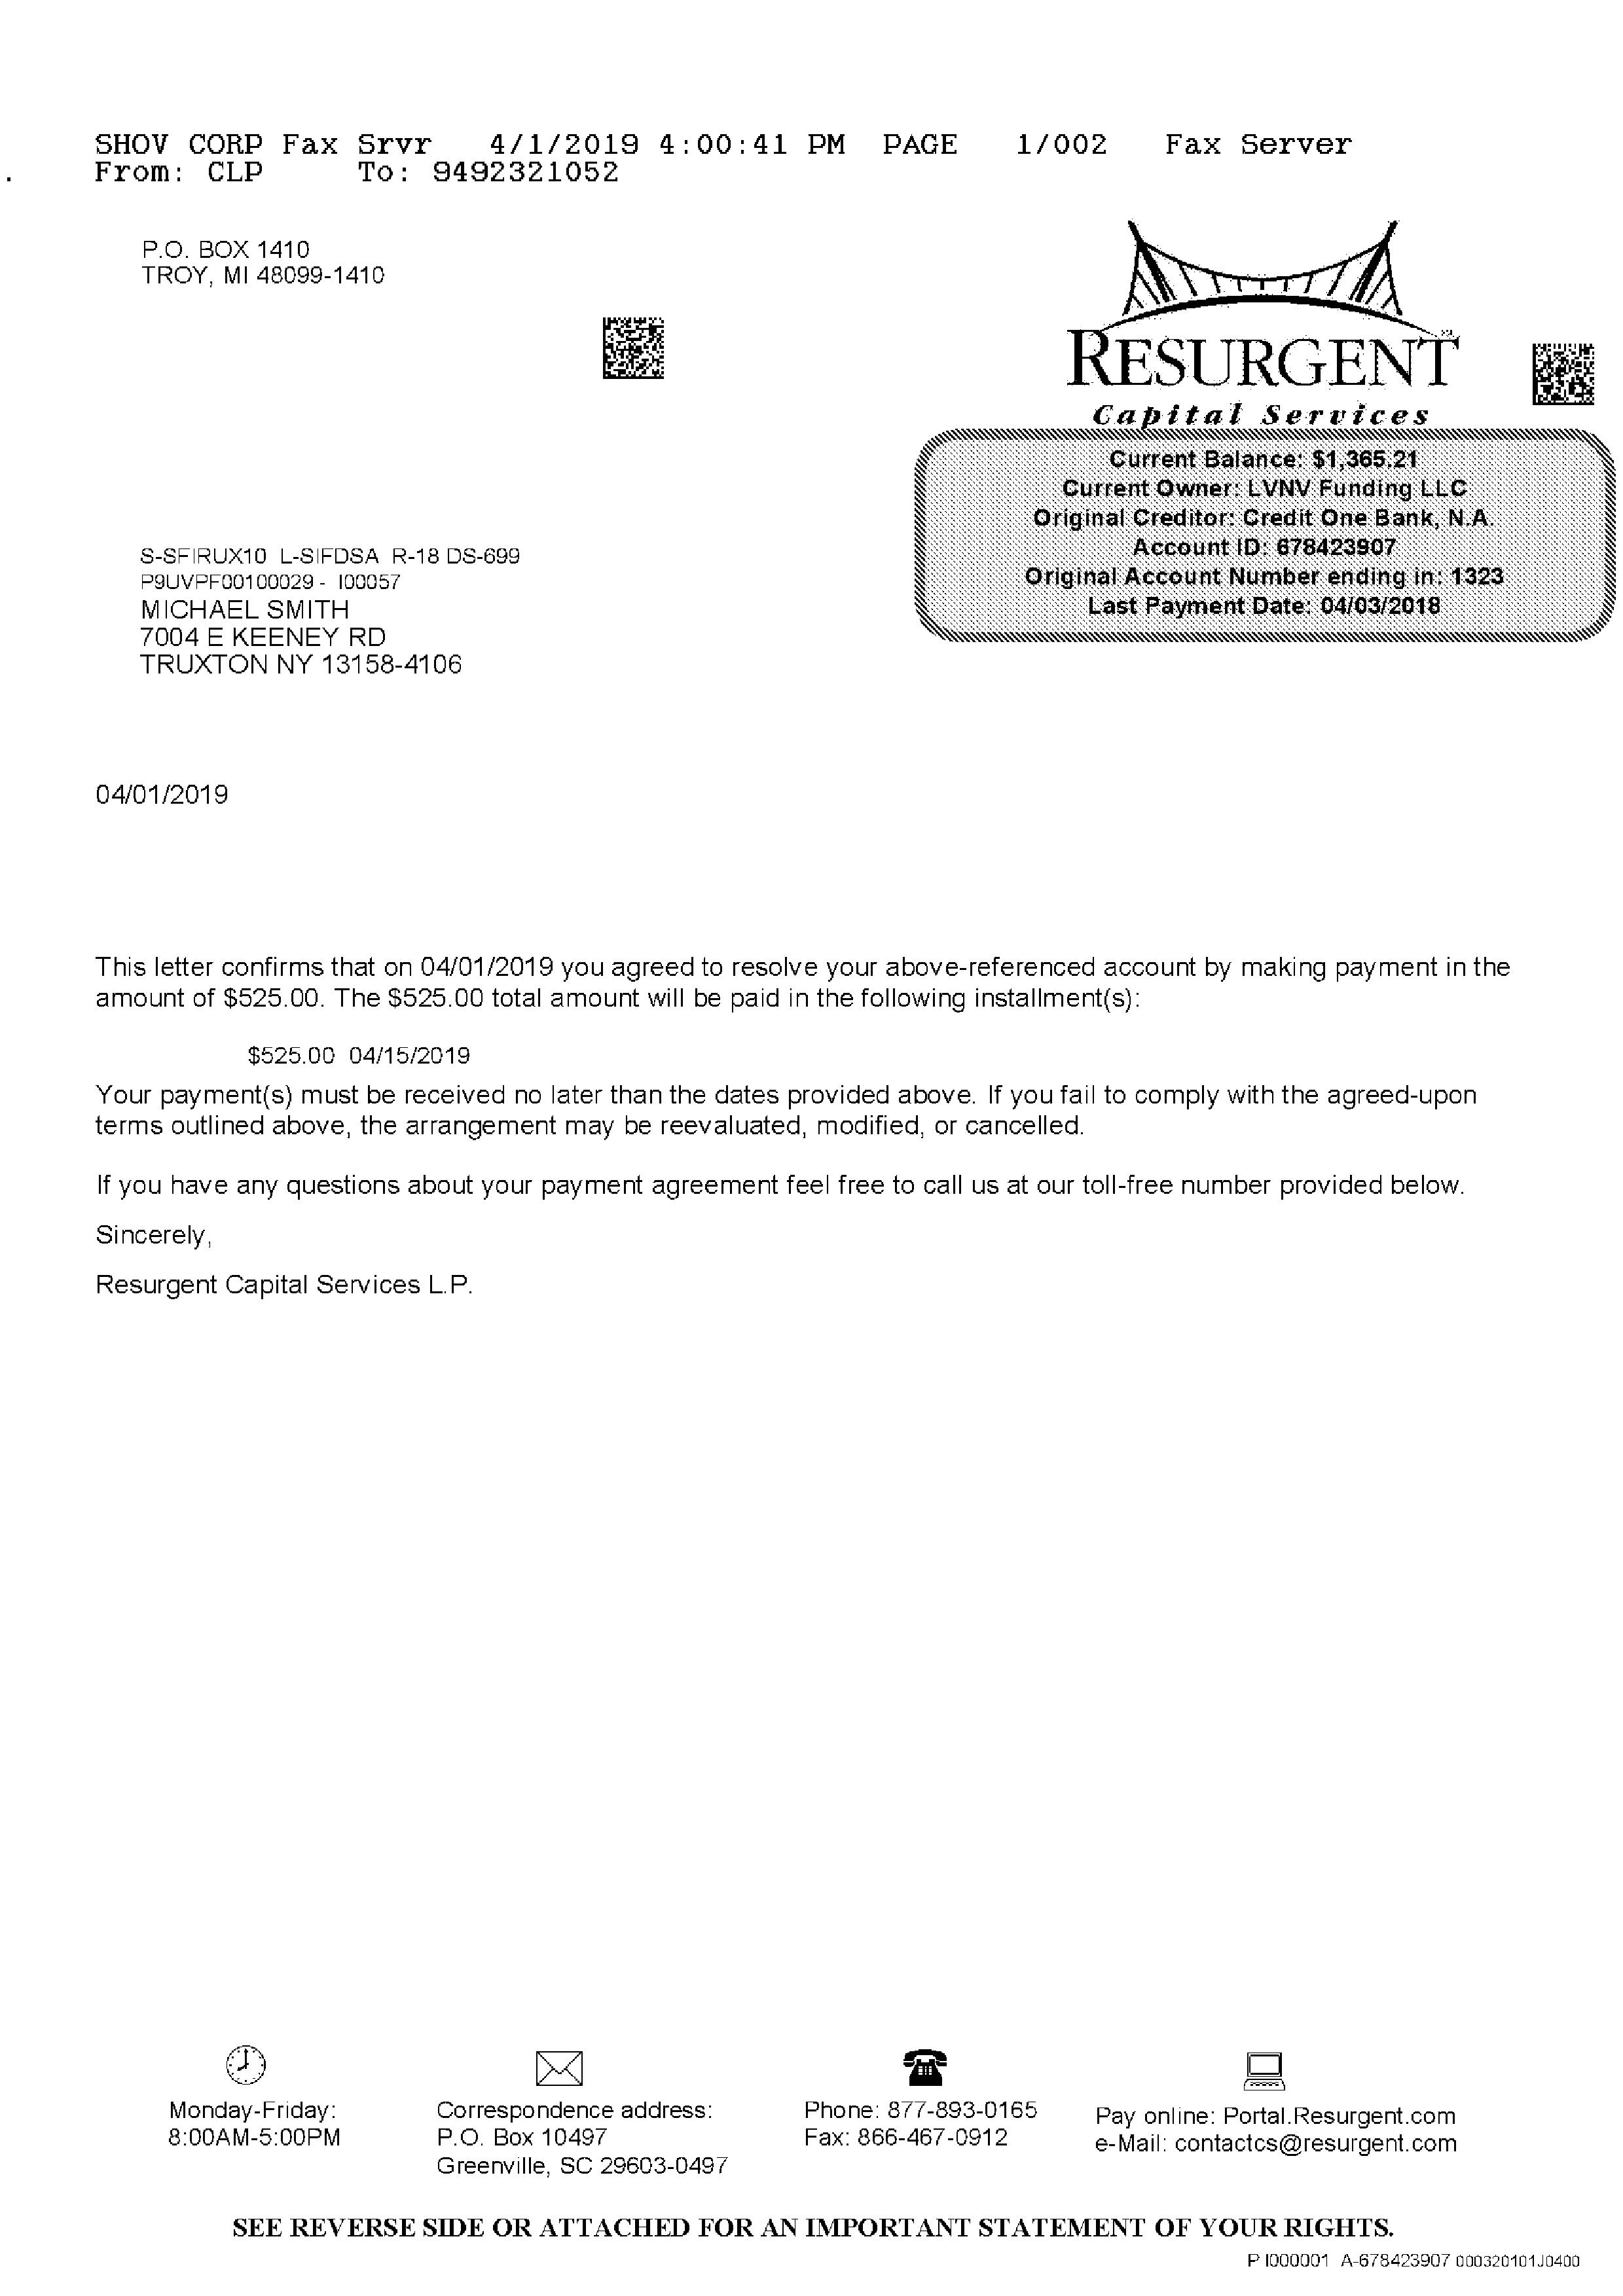 SHOV CORP Fax Srvr 4/1/2019 4:00:41 PM PAGE 1/002 Fax Server
From: CLP To: 9492321052
P.O. BOX 1410
TROY, MI 48099-1410
RESURGENT
Capital Services
Current Balance: $1,365.21
Current Owner: LVNV Funding LLC
Original Creditor: Credit One Bank, N.A.
Account ID: 678423907
Original Account Number ending in: 1323
Last Payment Date: 04/03/2018
S-SFIRUX10 L-SIFDSA R-18 DS-699
P9UVPF00100029 - I00057
MICHAEL SMITH
7004 E KEENEY RD
TRUXTON NY 13158-4106
04/01/2019
This letter confirms that on 04/01/2019 you agreed to resolve your above-referenced account by making payment in the
amount of $525.00. The $525.00 total amount will be paid in the following installment(s):
$525.00 04/15/2019
Your payment(s) must be received no later than the dates provided above. If you fail to comply with the agreed-upon
terms outlined above, the arrangement may be reevaluated, modified, or cancelled.
If you have any questions about your payment agreement feel free to call us at our toll-free number provided below.
Sincerely,
Resurgent Capital Services L.P.
Monday-Friday:
8:00AM-5:00PM
Correspondence address:
P.O. Box 10497
Greenville, SC 29603-0497
Phone: 877-893-0165
Fax: 866-467-0912
Pay online: Portal.Resurgent.com
e-Mail: contactcs@resurgent.com
SEE REVERSE SIDE OR ATTACHED FOR AN IMPORTANT STATEMENT OF YOUR RIGHTS.
P I000001 A-678423907 000320101J0400